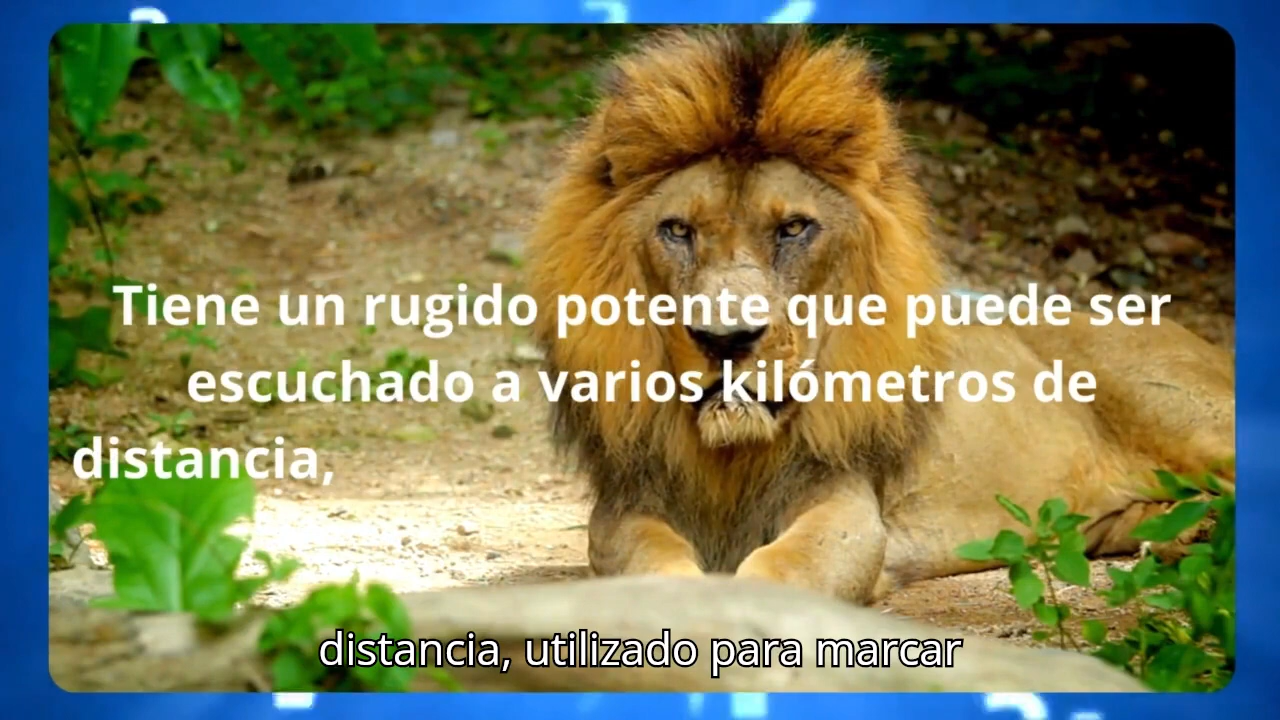 Tiene un rugido potente que puede ser
escuchado a varios kilómetros de
distancia,
distancia, utilizado para marcar